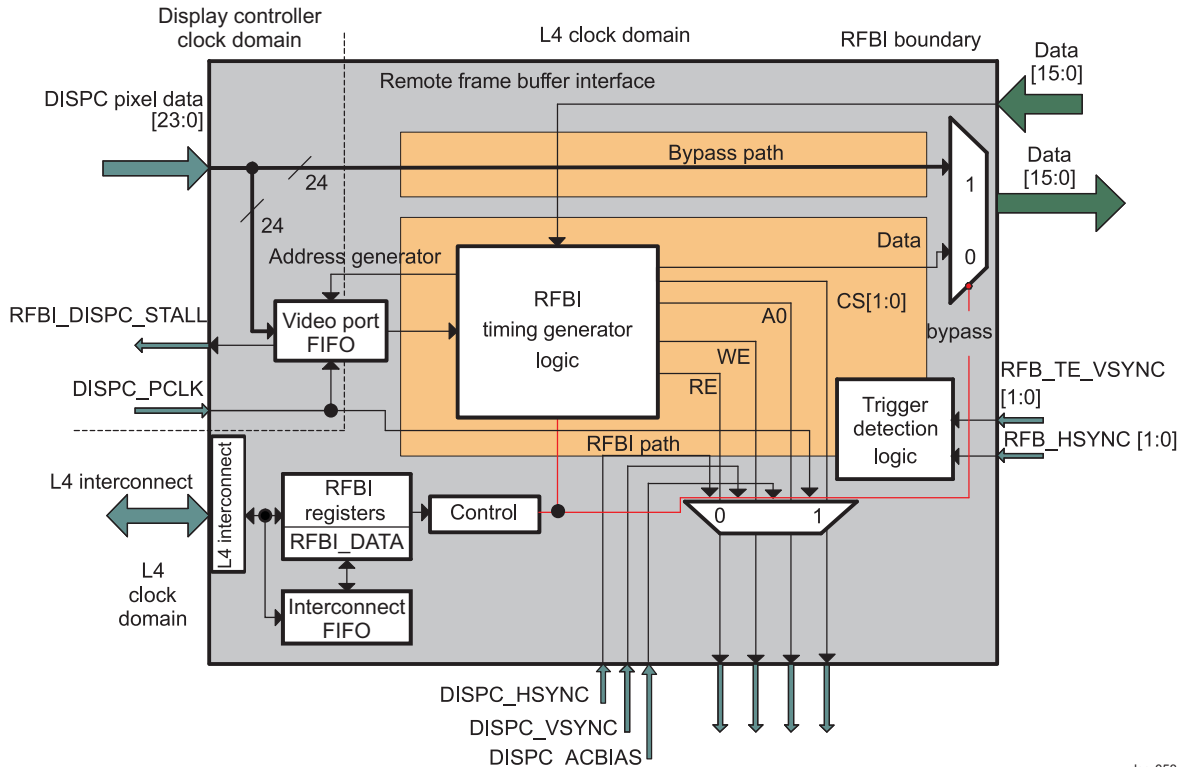 Display controller
clock domain
L4 clock domain
RFBI boundary
Data
[15:0]
Remote frame buffer interface
DISPC pixel data
[23:0]
Bypass path
24
1
Data
[15:0]
24
Data
0
Address generator
RFBI
timing generator
logic
CS[1:0]
RFBI_DISPC_STALL
Video port
FIFO
A0
bypass
WE
RE
DISPC_PCLK
RFB_TE_VSYNC
[1:0]
Trigger
detection
logic
RFB_HSYNC [1:0]
RFBI path
L4 interconnect
L4 interconnect
RFBI
registers
RFBI_DATA
Control
0
1
L4
clock
domain
Interconnect
FIFO
DISPC_HSYNC
DISPC_VSYNC
DISPC_ACBIAS